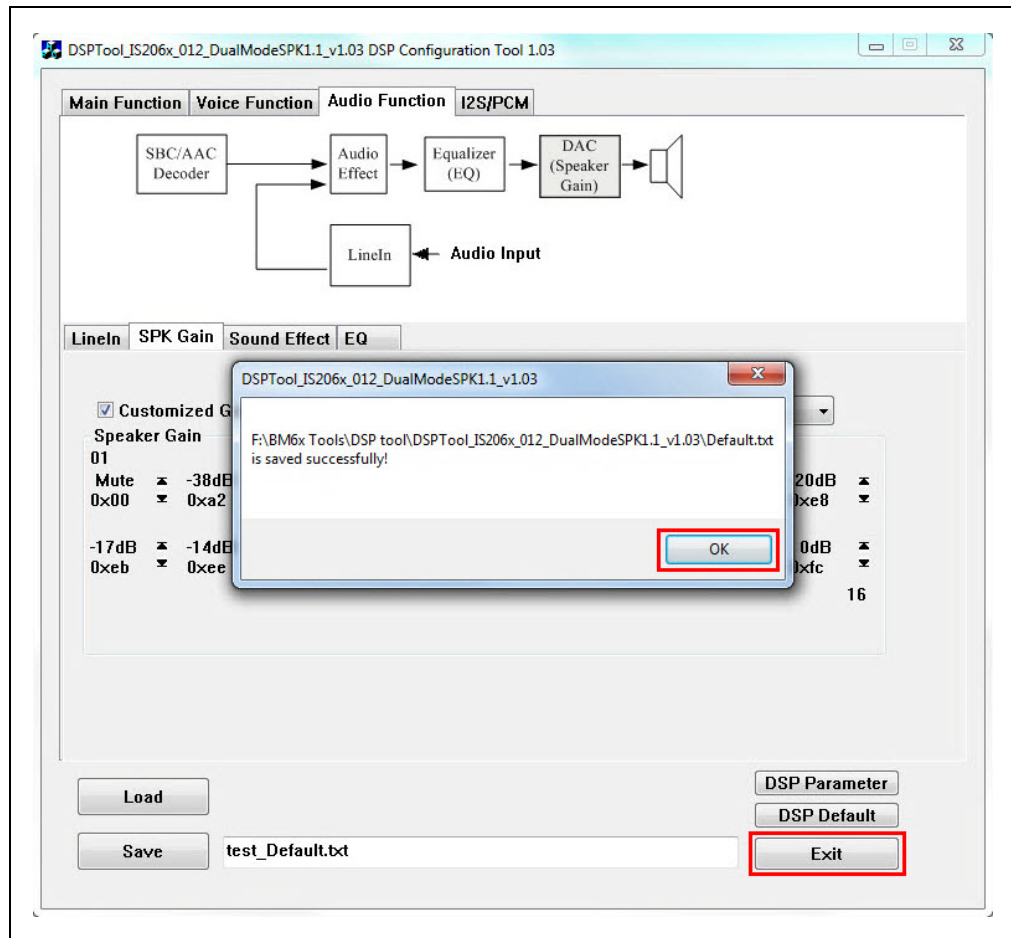 DSPTool_IS206x_012_DualModeSPK1.1_v1.03 DSP Configuration Tool 1.03
Main Function Voice Function Audio Function I2S/PCM
SBC/AAC
Decoder
Audio
Effect
Equalizer
(EQ)
DAC
(Speaker
Gain)
LineIn
Audio Input
LineIn SPK Gain Sound Effect EQ
DSPTool_IS206x_012_DualModeSPK1.1_v1.03
F:\BM6x Tools\DSP tool\DSPTool_IS206x_012_DualModeSPK1.1_v1.03\Default.txt
is saved successfully!
OK
Customized
Speaker Gain
01
Mute -38dB 20dB
0x00 0xa2 0xe8
-17dB -14dB 0dB
0xeb 0xee 0xfc
16
Load
DSP Parameter
DSP Default
Save test_Default.txt Exit